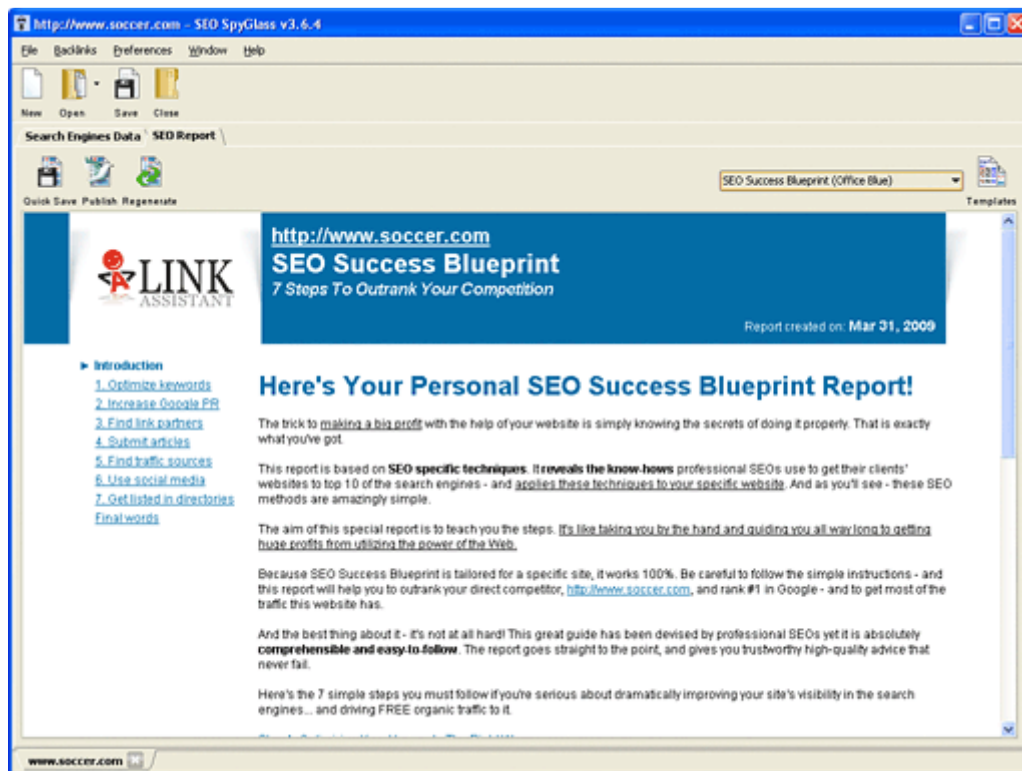 http://www.soccer.com - SEO SpyGlass v3.6.4
File Backlinks Preferences Window Help
New Open Save Close
Search Engines Data SEO Report
SEO Success Blueprint (Office Blue)
Quick Save Publish Regenerate Templates
LINK
ASSISTANT
http://www.soccer.com
SEO Success Blueprint
7 Steps To Outrank Your Competition
Report created on: Mar 31, 2009
Introduction
1. Optimize keywords
2. Increase Google PR
3. Find link partners
4. Submit articles
5. Find traffic sources
6. Use social media
7. Get listed in directories
Final words
Here's Your Personal SEO Success Blueprint Report!
The trick to making a big profit with the help of your website is simply knowing the secrets of doing it properly. That is exactly
what you've got.
This report is based on SEO specific techniques. It reveals the know-hows professional SEOs use to get their clients'
websites to top 10 of the search engines - and applies these techniques to your specific website. And as you'll see - these SEO
methods are amazingly simple.
The aim of this special report is to teach you the steps. It's like taking you by the hand and guiding you all way long to getting
huge profits from utilizing the power of the Web.
Because SEO Success Blueprint is tailored for a specific site, it works 100%. Be careful to follow the simple instructions - and
this report will help you to outrank your direct competitor, http://www.soccer.com, and rank #1 in Google - and to get most of the
traffic this website has.
And the best thing about it - it's not at all hard! This great guide has been devised by professional SEOs yet it is absolutely
comprehensible and easy-to-follow. The report goes straight to the point, and gives you trustworthy high-quality advice that
never fail.
Here's the 7 simple steps you must follow if you're serious about dramatically improving your site's visibility in the search
engines... and driving FREE organic traffic to it.
www.soccer.com